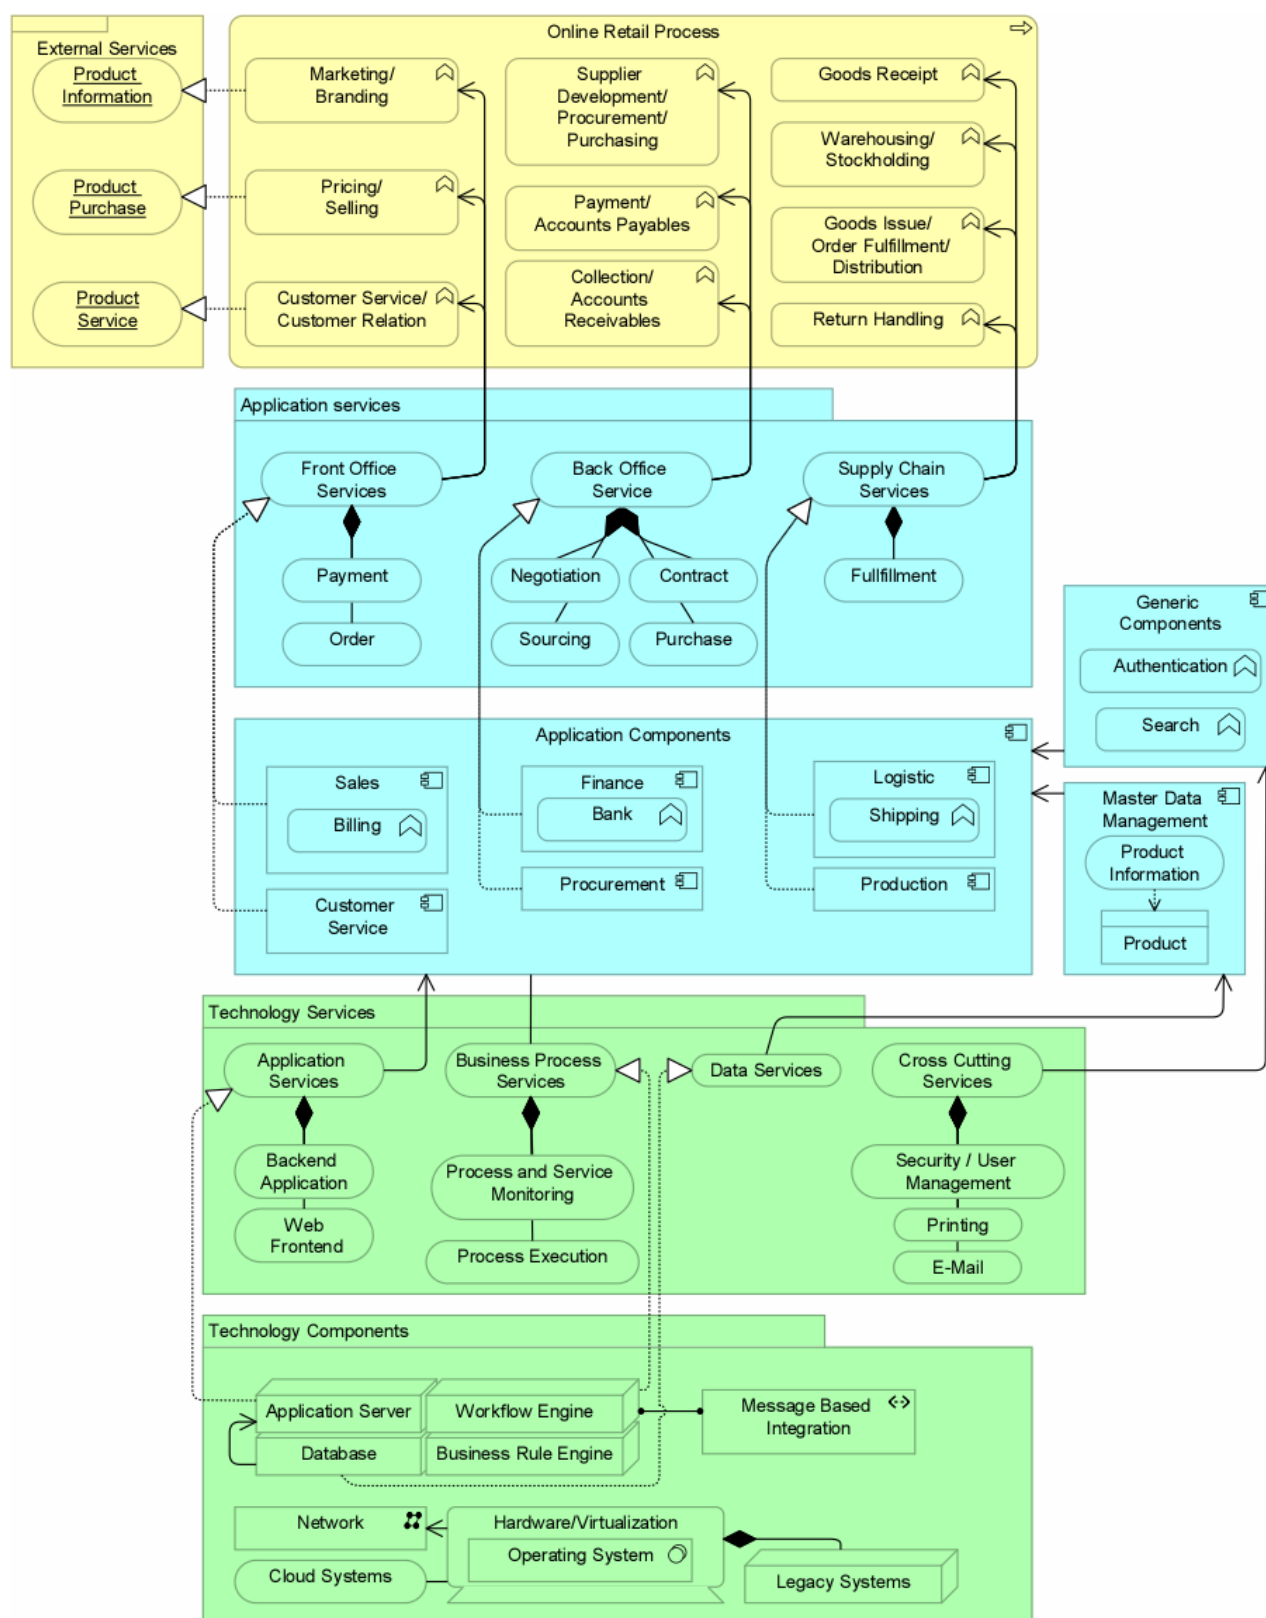 External Services
Product
Information
Product
Purchase
Product
Service
Online Retail Process
Marketing/
Branding
Pricing/
Selling
Customer Service/
Customer Relation
Supplier
Development/
Procurement/
Purchasing
Payment/
Accounts Payables
Collection/
Accounts
Receivables
Goods Receipt
Warehousing/
Stockholding
Goods Issue/
Order Fulfillment/
Distribution
Return Handling
Application services
Front Office
Services
Payment
Order
Back Office
Service
Negotiation
Contract
Sourcing
Purchase
Supply Chain
Services
Fullfillment
Generic
Components
Authentication
Search
Application Components
Sales
Billing
Customer
Service
Finance
Bank
Procurement
Logistic
Shipping
Production
Master Data
Management
Product
Information
Product
Technology Services
Application
Services
Backend
Application
Web
Frontend
Business Process
Services
Process and Service
Monitoring
Process Execution
Data Services
Cross Cutting
Services
Security / User
Management
Printing
E-Mail
Technology Components
Application Server
Workflow Engine
Database
Business Rule Engine
Message Based
Integration
Network
Cloud Systems
Hardware/Virtualization
Operating System
Legacy Systems